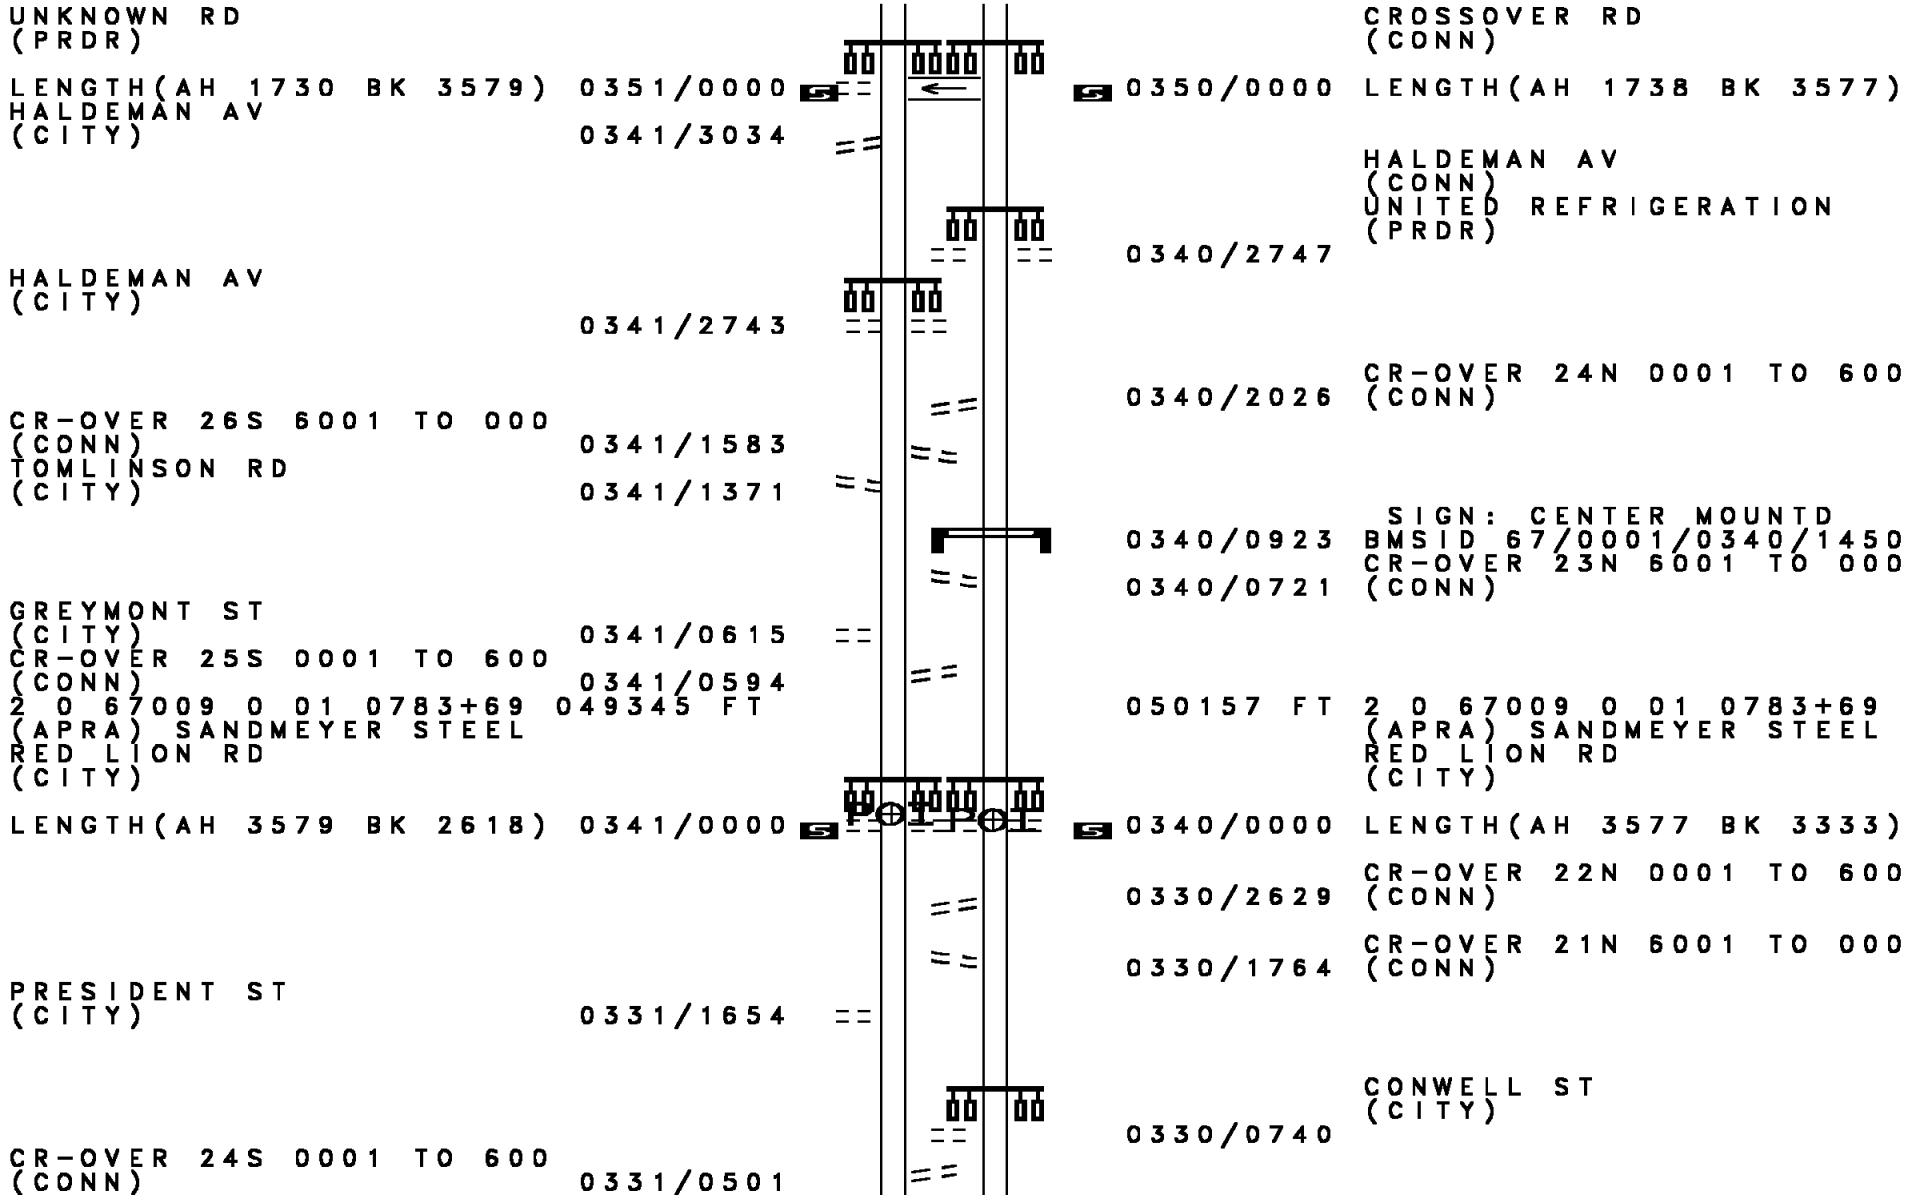 UNKNOWN RD
(PRDR)
LENGTH(AH 1730 BK 3579) 0351/0000
HALDEMAN AV
(CITY) 0341/3034
HALDEMAN AV
(CITY)
0341/2743
CR-OVER 26S 6001 TO 000
(CONN) 0341/1583
TOMLINSON RD
(CITY) 0341/1371
GREYMONT ST
(CITY) 0341/0615
CR-OVER 25S 0001 TO 600
(CONN) 0341/0594
2 0 67009 0 01 0783+69 049345 FT
(APRA) SANDMEYER STEEL
RED LION RD
(CITY)
LENGTH(AH 3579 BK 2618) 0341/0000
PRESIDENT ST
(CITY) 0331/1654
CR-OVER 24S 0001 TO 600
(CONN) 0331/0501
S
S
POT POT
S
S
CROSSOVER RD
(CONN)
0350/0000 LENGTH(AH 1738 BK 3577)
HALDEMAN AV
(CONN)
UNITED REFRIGERATION
(PRDR)
0340/2747
CR-OVER 24N 0001 TO 600
0340/2026 (CONN)
SIGN: CENTER MOUNTD
0340/0923 BMSID 67/0001/0340/1450
CR-OVER 23N 6001 TO 000
0340/0721 (CONN)
050157 FT 2 0 67009 0 01 0783+69
(APRA) SANDMEYER STEEL
RED LION RD
(CITY)
0340/0000 LENGTH(AH 3577 BK 3333)
CR-OVER 22N 0001 TO 600
0330/2629 (CONN)
CR-OVER 21N 6001 TO 000
0330/1764 (CONN)
CONWELL ST
(CITY)
0330/0740